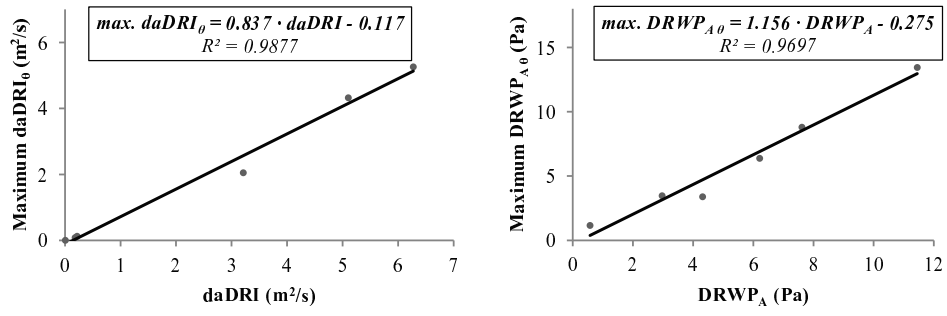 max. daDRIθ = 0.837 · daDRI - 0.117
R² = 0.9877
Maximum daDRIθ (m²/s)
6
4
2
0
0 1 2 3 4 5 6 7
daDRI (m²/s)
max. DRWPA θ = 1.156 · DRWPA - 0.275
R² = 0.9697
Maximum DRWPA θ (Pa)
15
10
5
0
0 2 4 6 8 10 12
DRWPA (Pa)